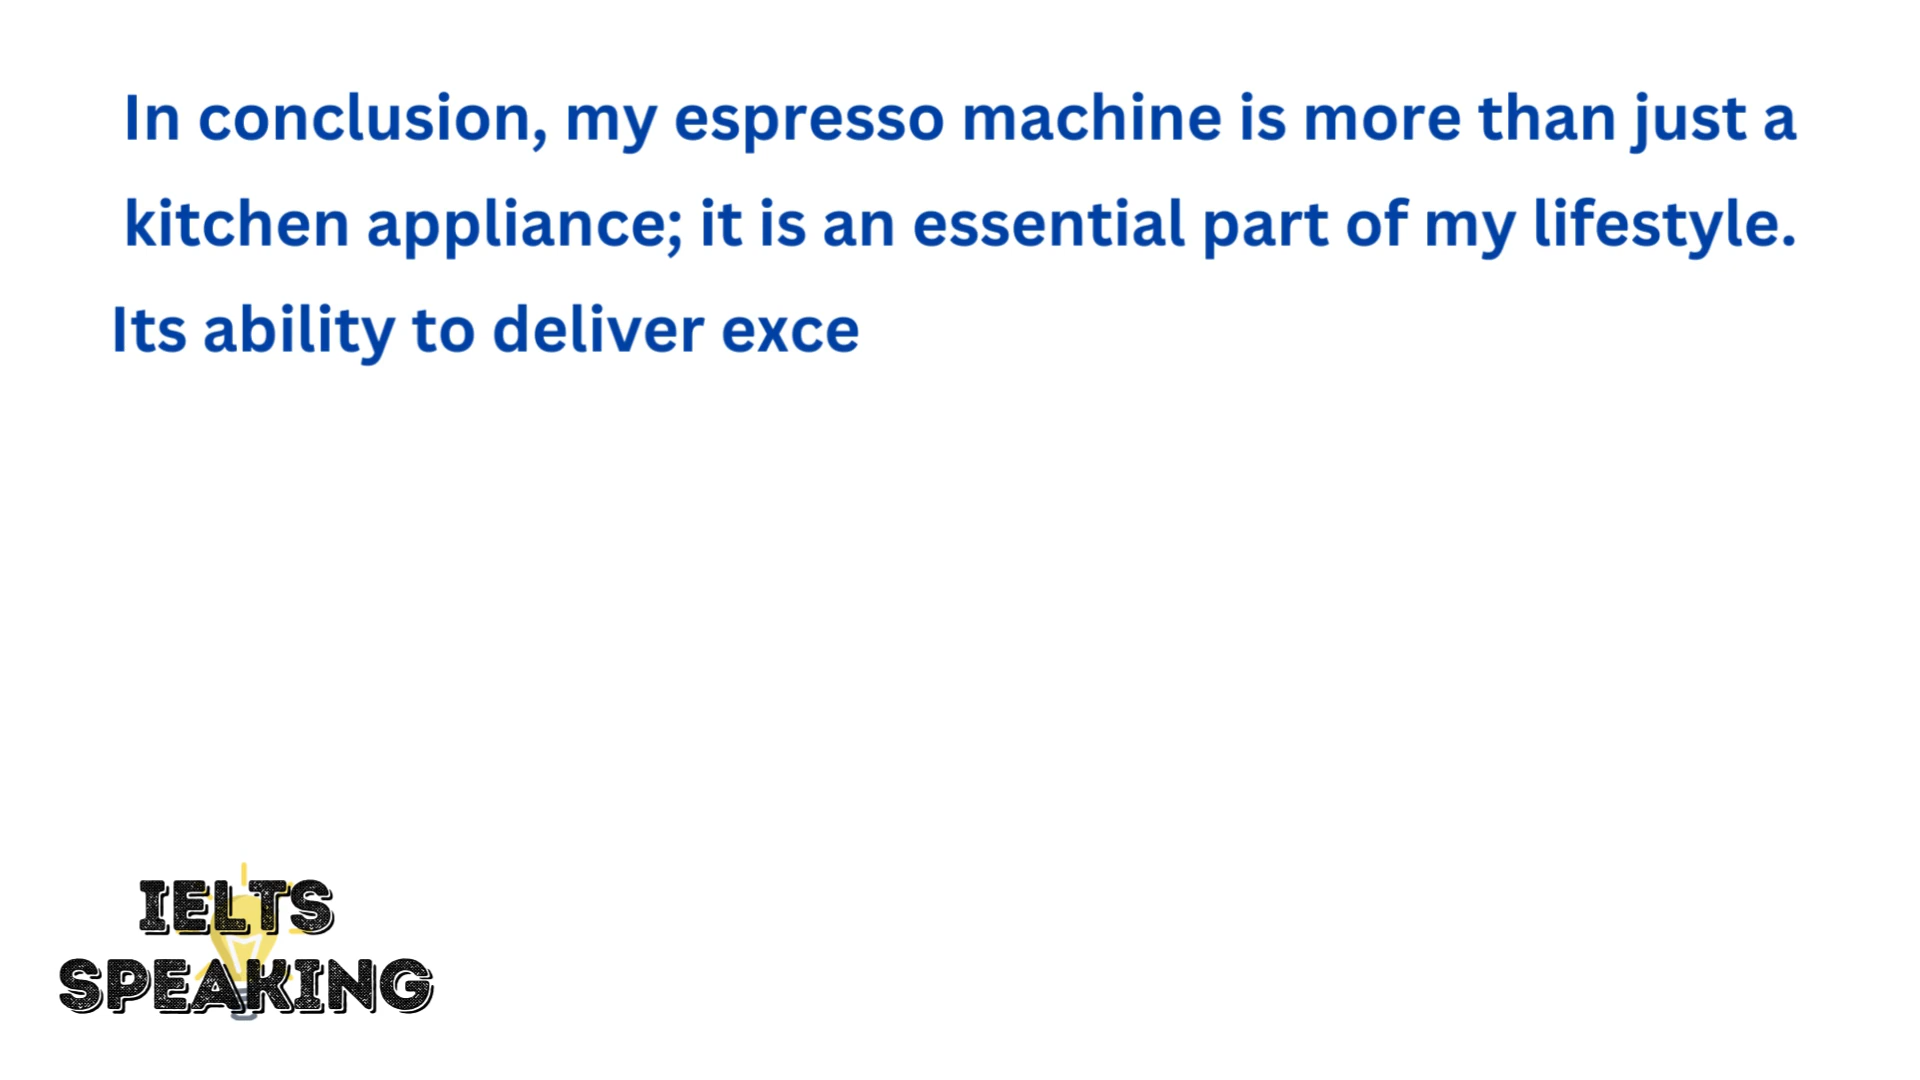 In conclusion, my espresso machine is more than just a
kitchen appliance; it is an essential part of my lifestyle.
Its ability to deliver exce
IELTS
SPEAKING